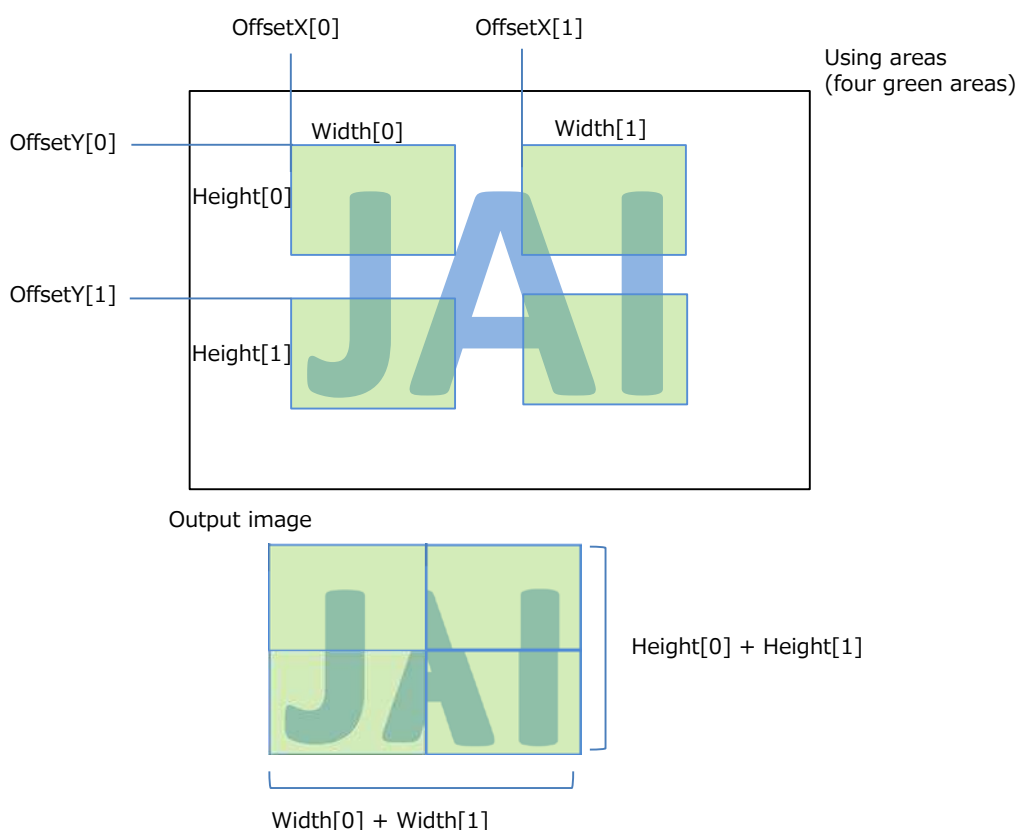 OffsetX[0]
OffsetX[1]
Using areas
(four green areas)
OffsetY[0]
Width[0]
Width[1]
Height[0]
JAI
OffsetY[1]
Height[1]
Output image
JAI
Height[0] + Height[1]
Width[0] + Width[1]